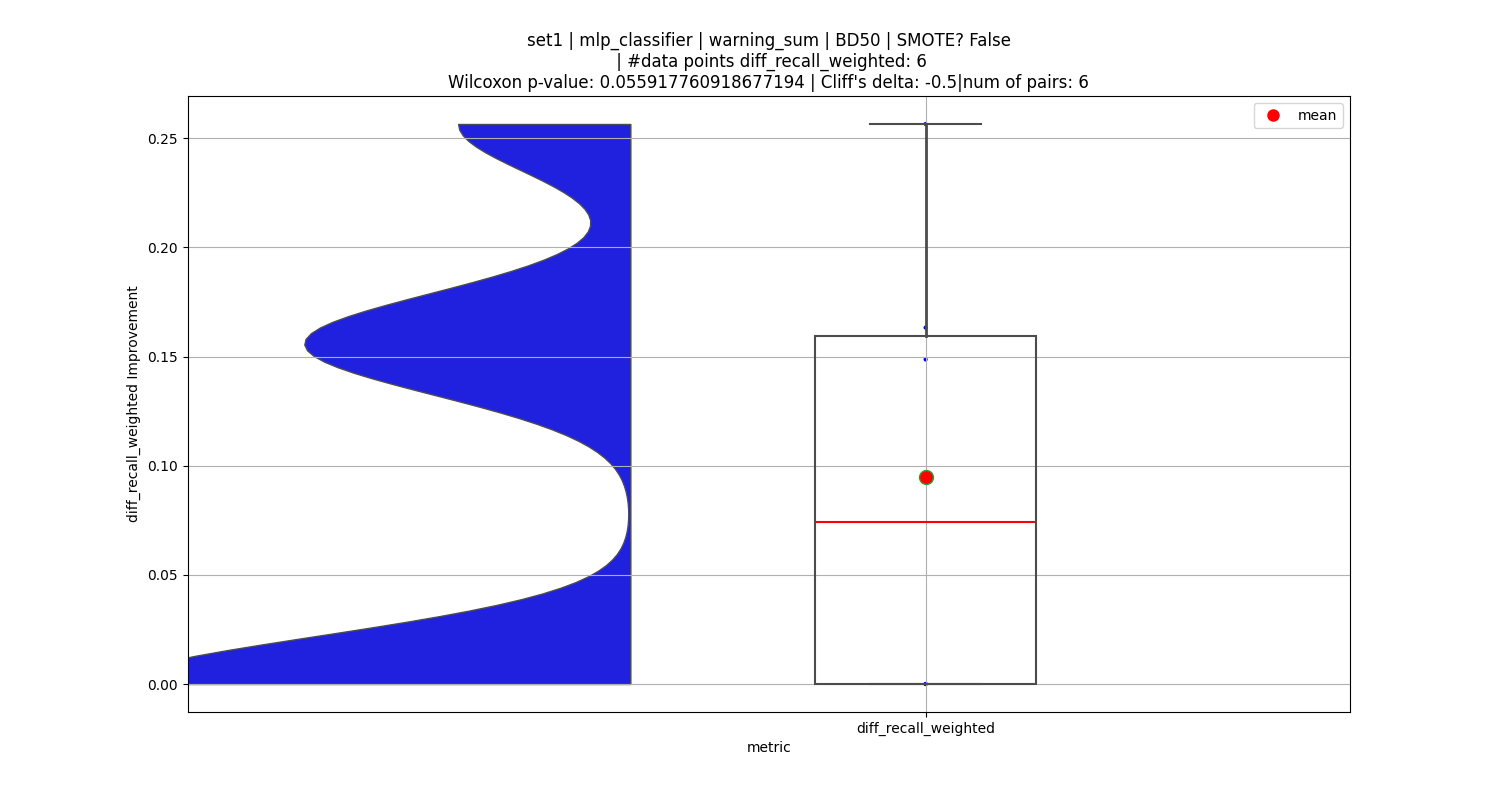 set1 | mlp_classifier | warning_sum | BD50 | SMOTE? False
| #data points diff_recall_weighted: 6
Wilcoxon p-value: 0.055917760918677194 | Cliff's delta: -0.5|num of pairs: 6
mean
0.25
0.20
0.15
0.10
0.05
0.00
diff_recall_weighted Improvement
diff_recall_weighted
metric